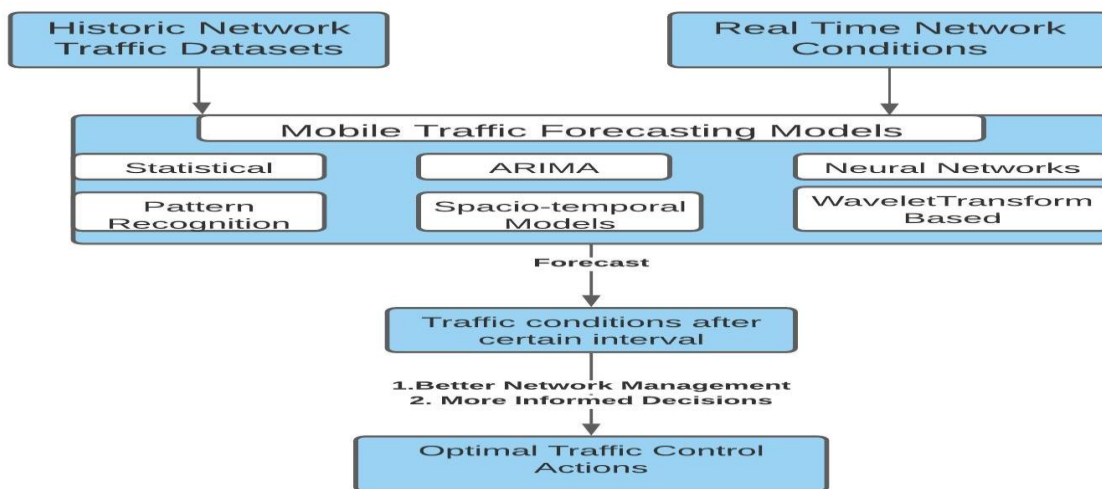 Historic Network
Traffic Datasets
Real Time Network
Conditions
Mobile Traffic Forecasting Models
Statistical
ARIMA
Neural Networks
Pattern
Recognition
Spacio-temporal
Models
WaveletTransform
Based
Forecast
Traffic conditions after
certain interval
1.Better Network Management
2. More Informed Decisions
Optimal Traffic Control
Actions